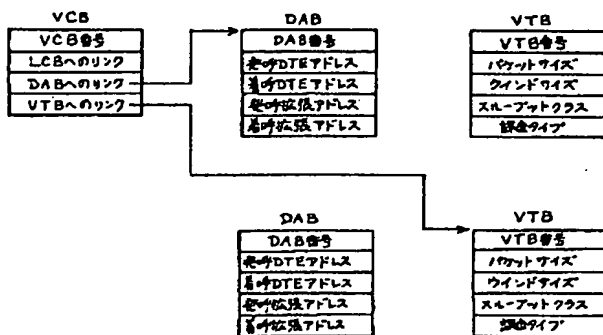 VCB
VCB番号
LCBへのリンク
DABへのリンク
VTBへのリンク
DAB
DAB番号
発呼DTEアドレス
着呼DTEアドレス
発呼拡張アドレス
着呼拡張アドレス
VTB
VTB番号
パケットサイズ
ウインドサイズ
スループットクラス
課金タイプ
DAB
DAB番号
発呼DTEアドレス
着呼DTEアドレス
発呼拡張アドレス
着呼拡張アドレス
VTB
VTB番号
パケットサイズ
ウインドサイズ
スループットクラス
課金タイプ